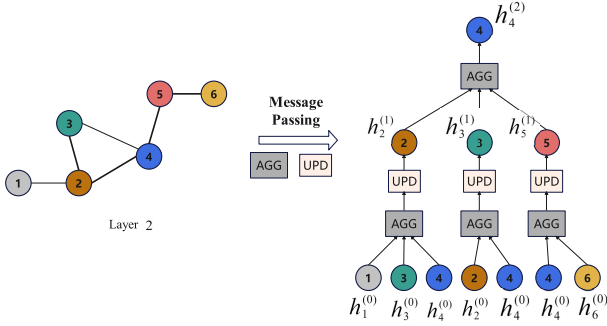 1
2
3
4
5
6
Layer 2
Message
Passing
AGG UPD
h_4^{(2)}
4
AGG
h_2^{(1)} h_3^{(1)} h_5^{(1)}
2 3 5
UPD UPD UPD
AGG AGG AGG
1 3 4 2 4 4 6
h_1^{(0)} h_3^{(0)} h_4^{(0)} h_2^{(0)} h_4^{(0)} h_4^{(0)} h_6^{(0)}